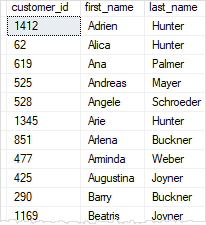 customer_id first_name last_name
1412 Adrien Hunter
62 Alica Hunter
619 Ana Palmer
525 Andreas Mayer
528 Angele Schroeder
1345 Arie Hunter
851 Arlena Buckner
477 Arminda Weber
425 Augustina Joyner
290 Barry Buckner
1169 Beatris Joyner